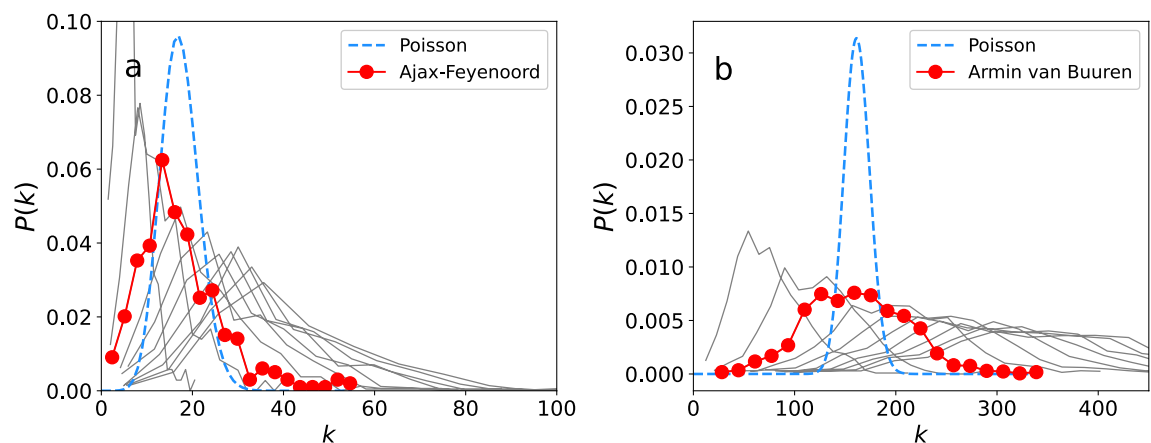 a
Poisson
Ajax-Feyenoord
0.10
0.08
0.06
0.04
0.02
0.00
P(k)
0 20 40 60 80 100
k
b
Poisson
Armin van Buuren
0.030
0.025
0.020
0.015
0.010
0.005
0.000
P(k)
0 100 200 300 400
k